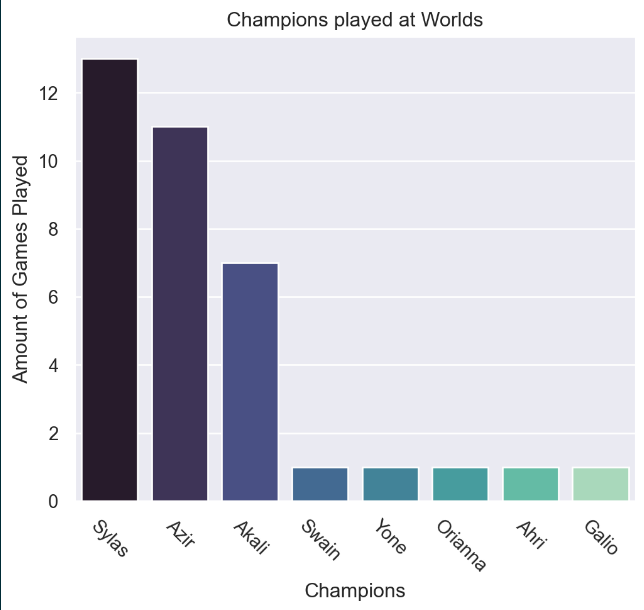 Champions played at Worlds
Amount of Games Played
12
10
8
6
4
2
0
Sylas
Azir
Akali
Swain
Yone
Orianna
Ahri
Galio
Champions